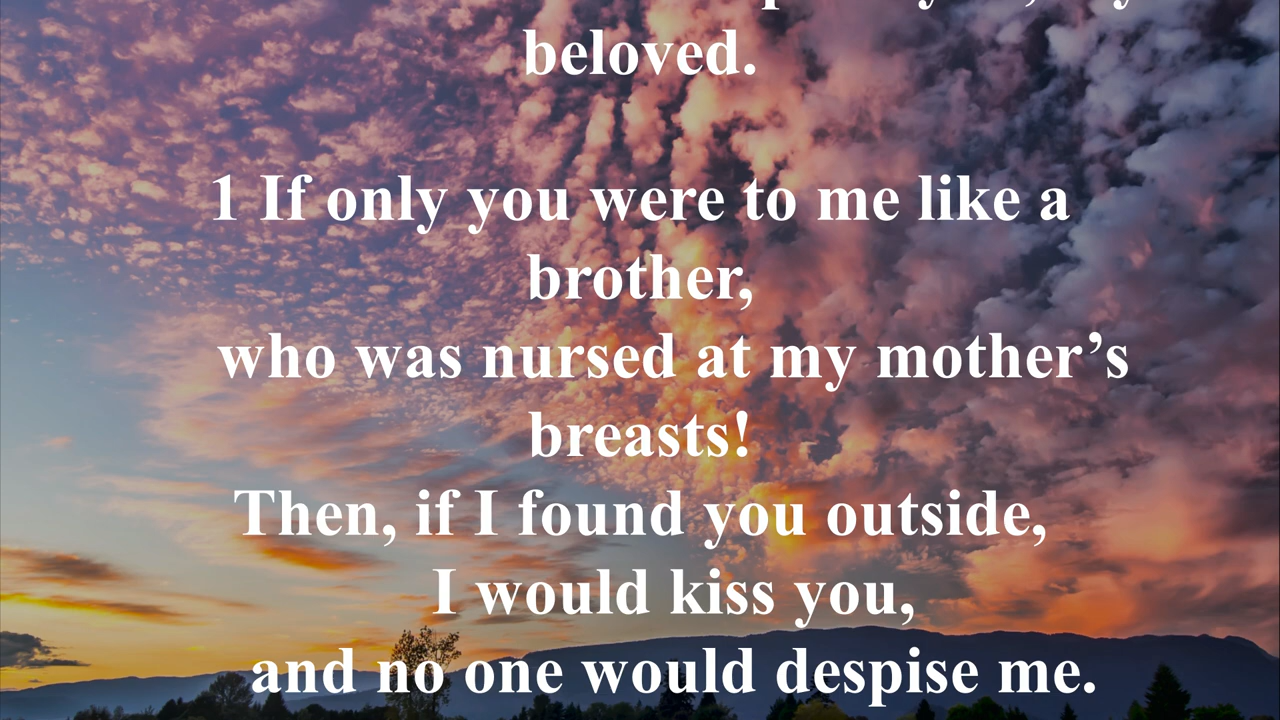 beloved.
1 If only you were to me like a
brother,
who was nursed at my mother’s
breasts!
Then, if I found you outside,
I would kiss you,
and no one would despise me.